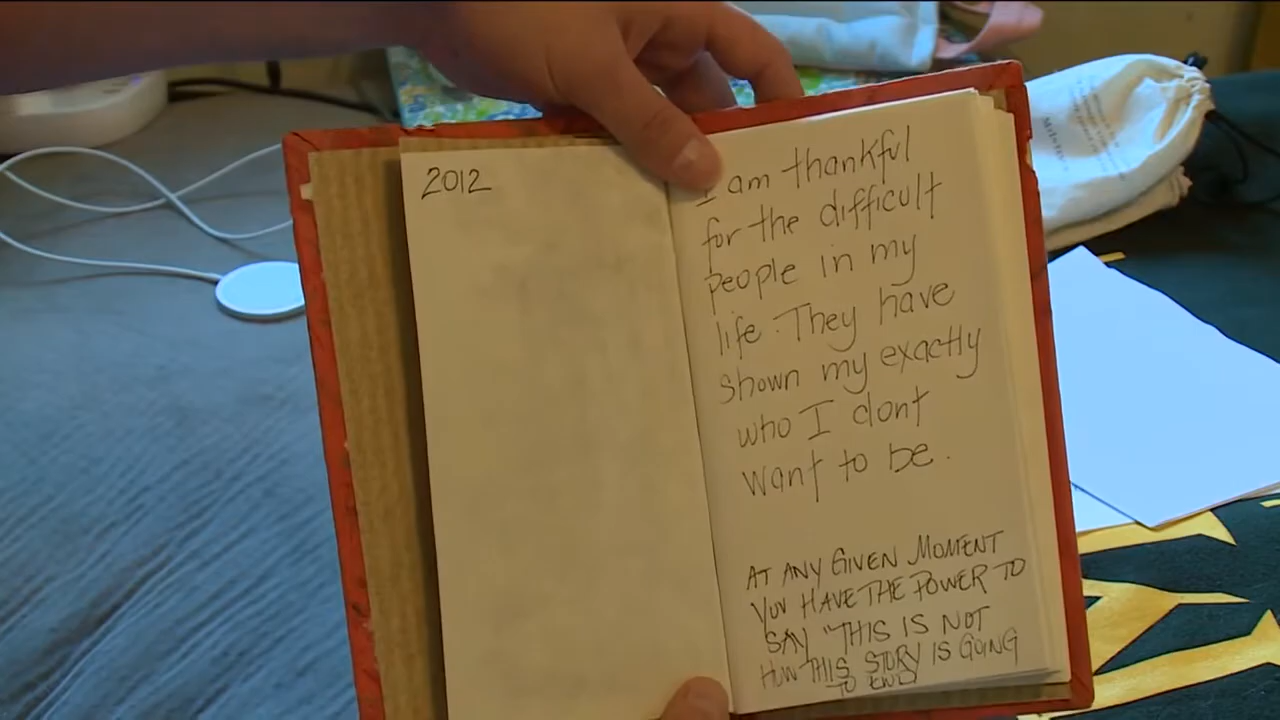 2012
I am thankful
for the difficult
people in my
life. They have
shown my exactly
who I dont
want to be.
AT ANY GIVEN MOMENT
YOU HAVE THE POWER TO
SAY "THIS IS NOT
HOW THIS STORY IS GOING
TO END